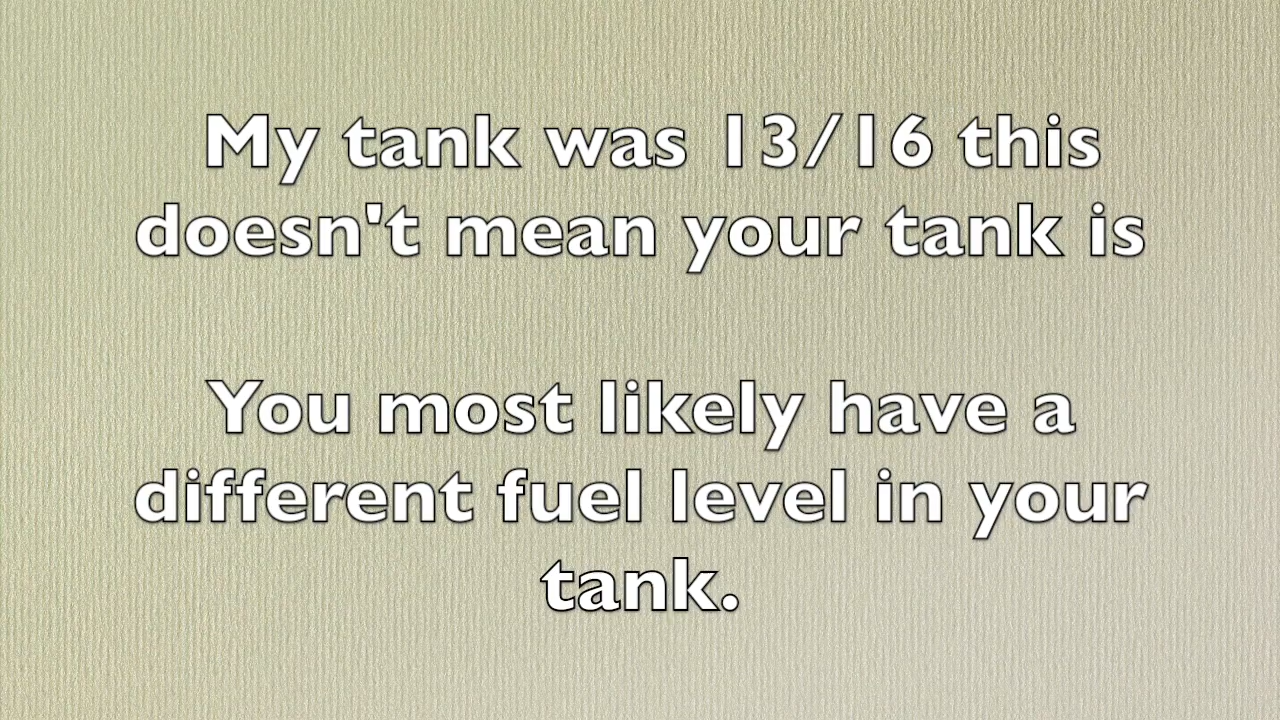 My tank was 13/16 this
doesn't mean your tank is
You most likely have a
different fuel level in your
tank.